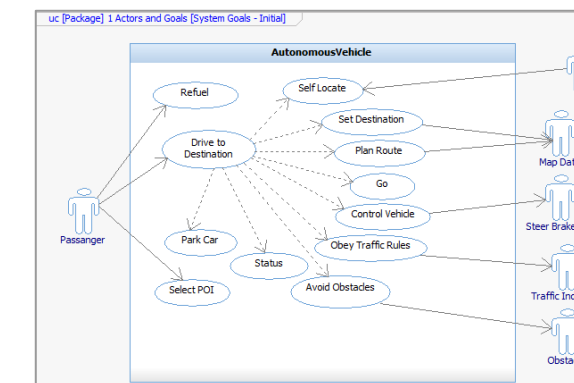 uc [Package] 1 Actors and Goals [System Goals - Initial]
AutonomousVehicle
Refuel
Self Locate
Set Destination
Drive to
Destination
Plan Route
Map Dat
Go
Control Vehicle
Steer Brake
Passanger
Park Car
Obey Traffic Rules
Status
Select POI
Avoid Obstacles
Traffic Inc
Obsta